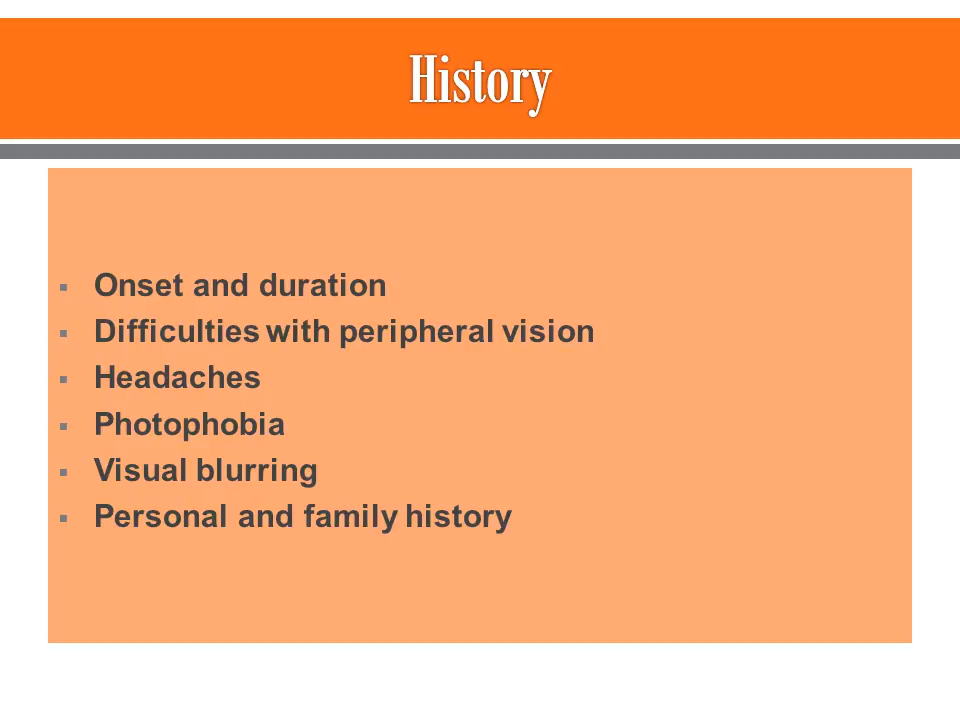 History
▪ Onset and duration
▪ Difficulties with peripheral vision
▪ Headaches
▪ Photophobia
▪ Visual blurring
▪ Personal and family history